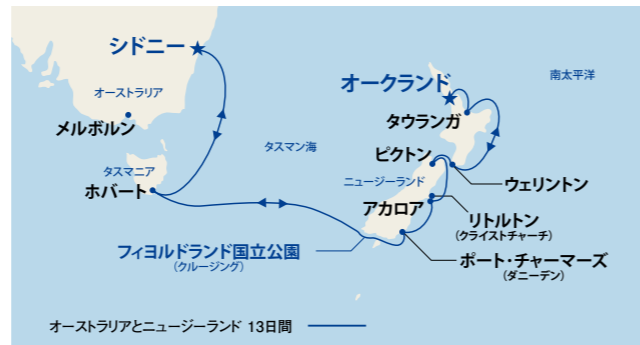 シドニー
オーストラリア
メルボルン
タスマニア
ホバート
タスマン海
南太平洋
オークランド
タウランガ
ピクトン
ニュージーランド
ウェリントン
アカロア
リトルトン
(クライストチャーチ)
フィヨルドランド国立公園
(クルージング)
ポート・チャーマーズ
(ダニーデン)
オーストラリアとニュージーランド 13日間